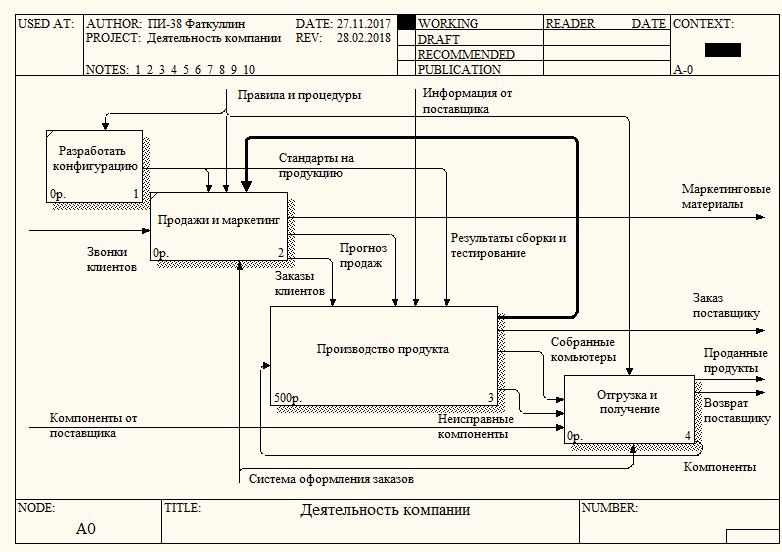 USED AT:
AUTHOR: ПИ-38 Фаткуллин
DATE: 27.11.2017
PROJECT: Деятельность компании
REV: 28.02.2018
NOTES: 1 2 3 4 5 6 7 8 9 10
WORKING
DRAFT
RECOMMENDED
PUBLICATION
READER
DATE
CONTEXT:
A-0
Правила и процедуры
Информация от
поставщика
Разработать
конфигурацию
0р.
1
Стандарты на
продукцию
Продажи и маркетинг
0р.
2
Маркетинговые
материалы
Звонки
клиентов
Прогноз
продаж
Результаты сборки и
тестирование
Заказы
клиентов
Заказ
поставщику
Производство продукта
500р.
3
Собранные
комьютеры
Проданные
продукты
Отгрузка и
получение
0р.
4
Возврат
поставщику
Компоненты от
поставщика
Неисправные
компоненты
Компоненты
Система оформления заказов
NODE:
A0
TITLE:
Деятельность компании
NUMBER: